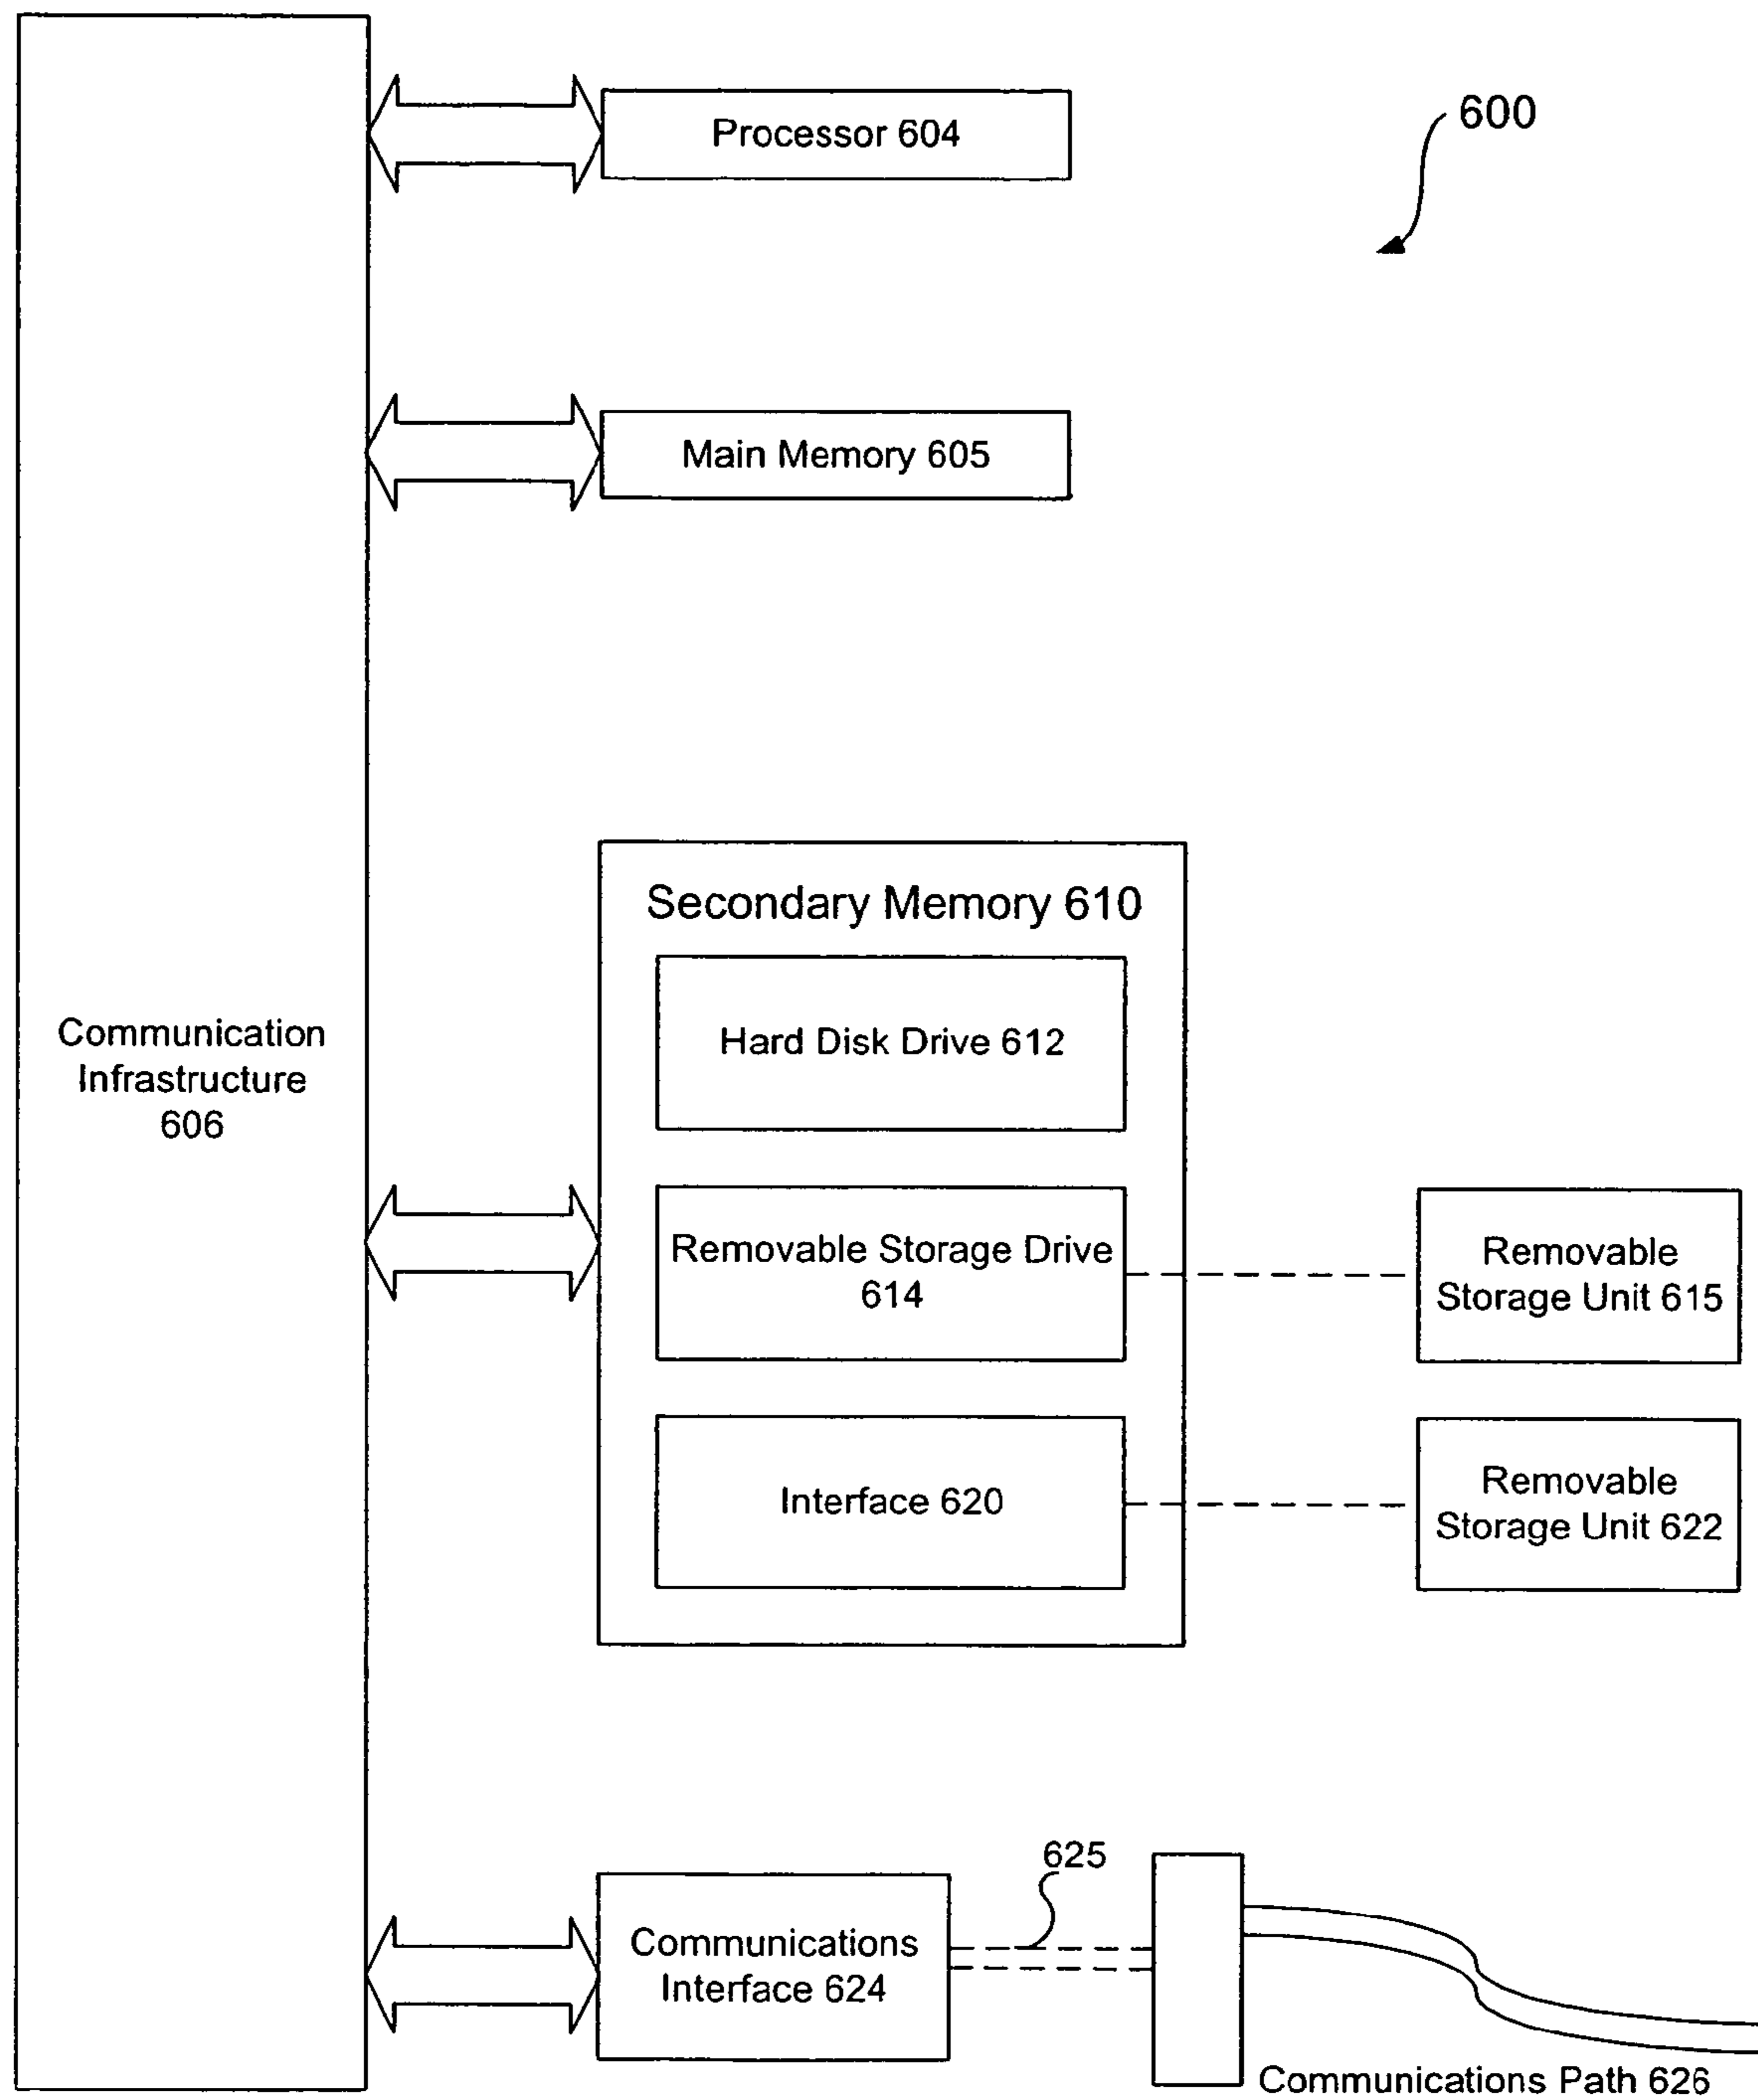 600
Processor 604
Main Memory 605
Communication
Infrastructure
606
Secondary Memory 610
Hard Disk Drive 612
Removable Storage Drive
614
Removable
Storage Unit 615
Interface 620
Removable
Storage Unit 622
625
Communications
Interface 624
Communications Path 626